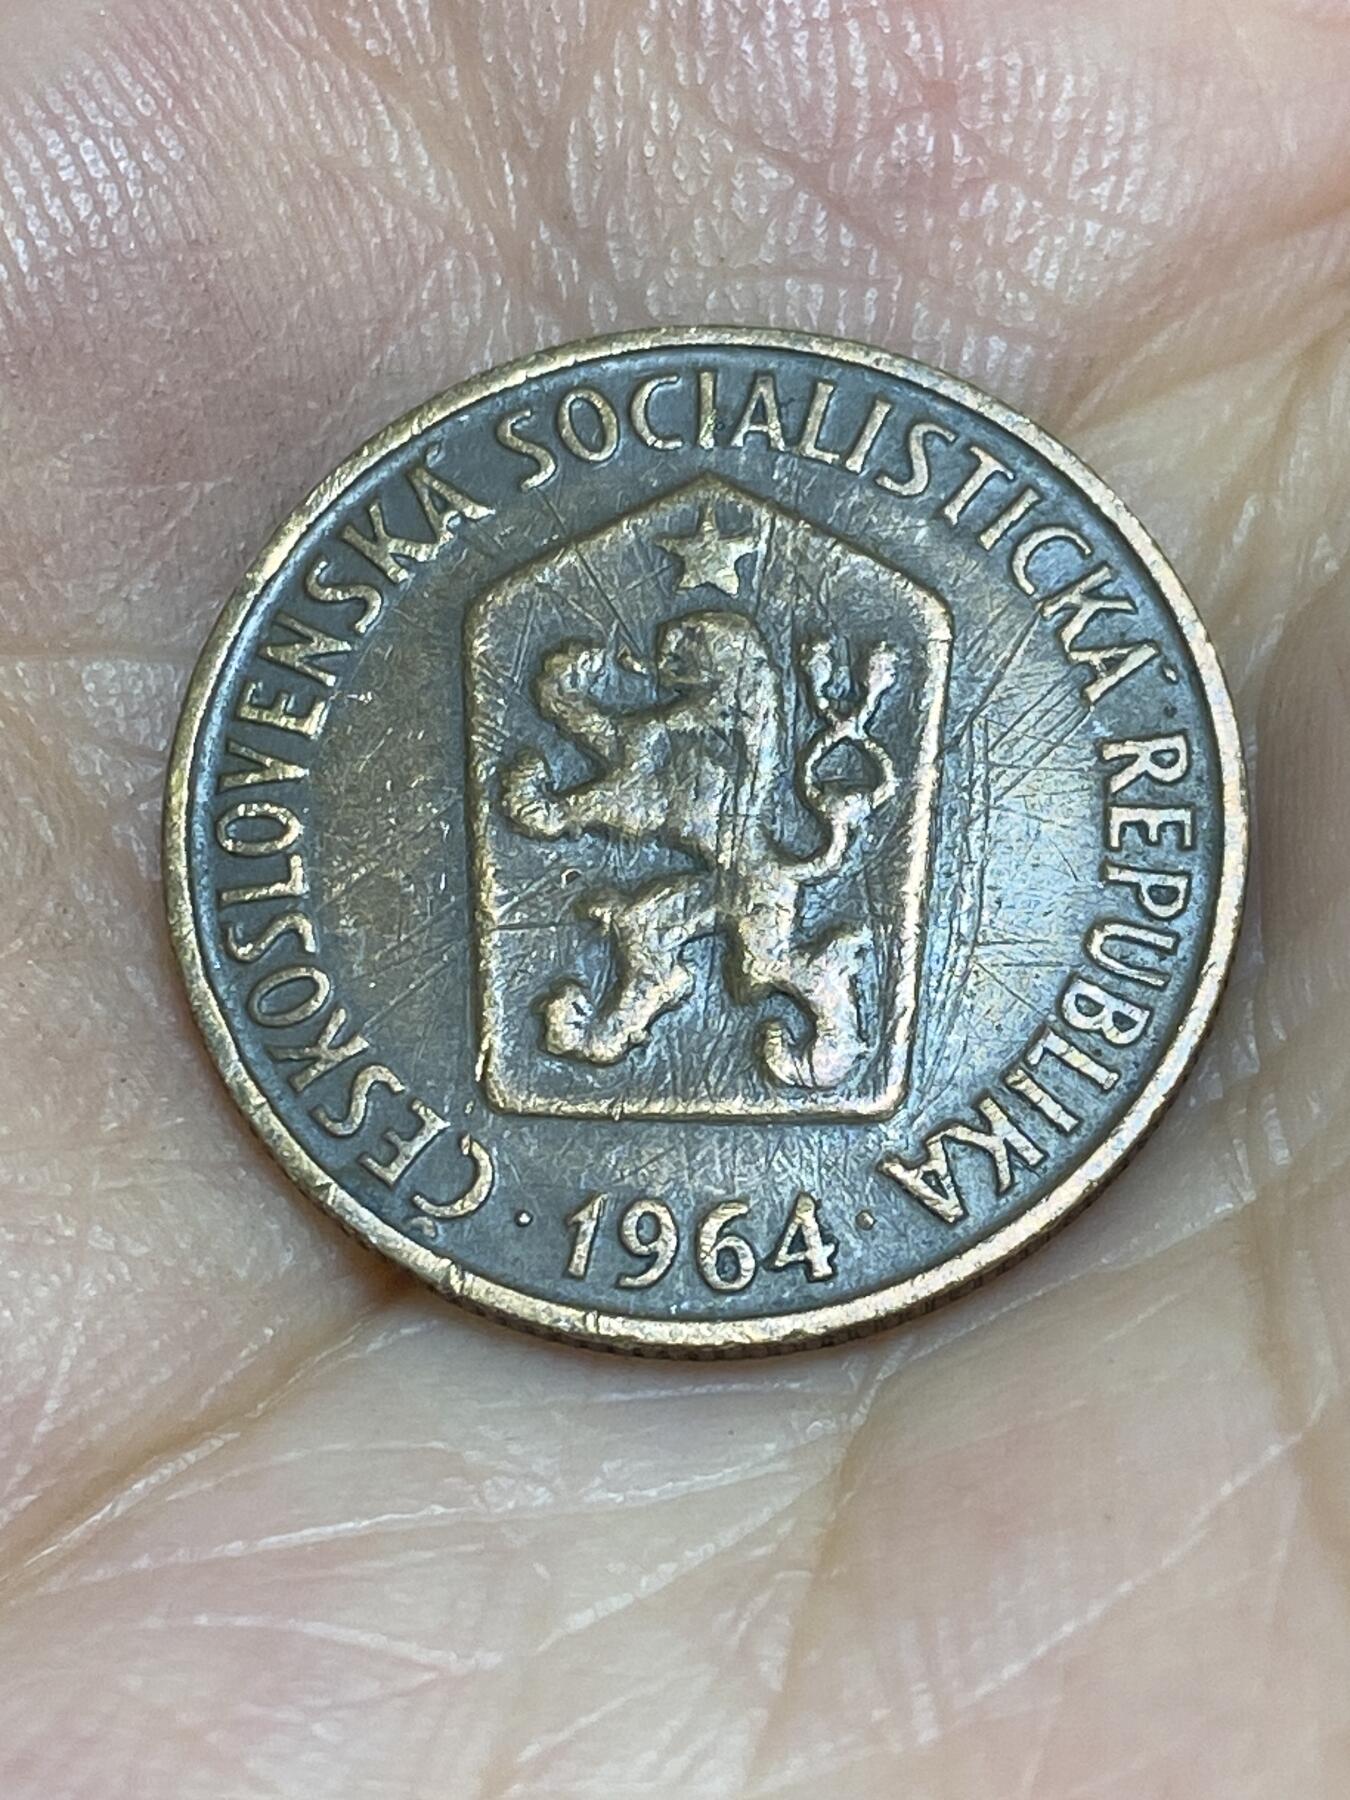 ČESKOSLOVENSKÁ SOCIALISTICKÁ REPUBLIKA
· 1964 ·